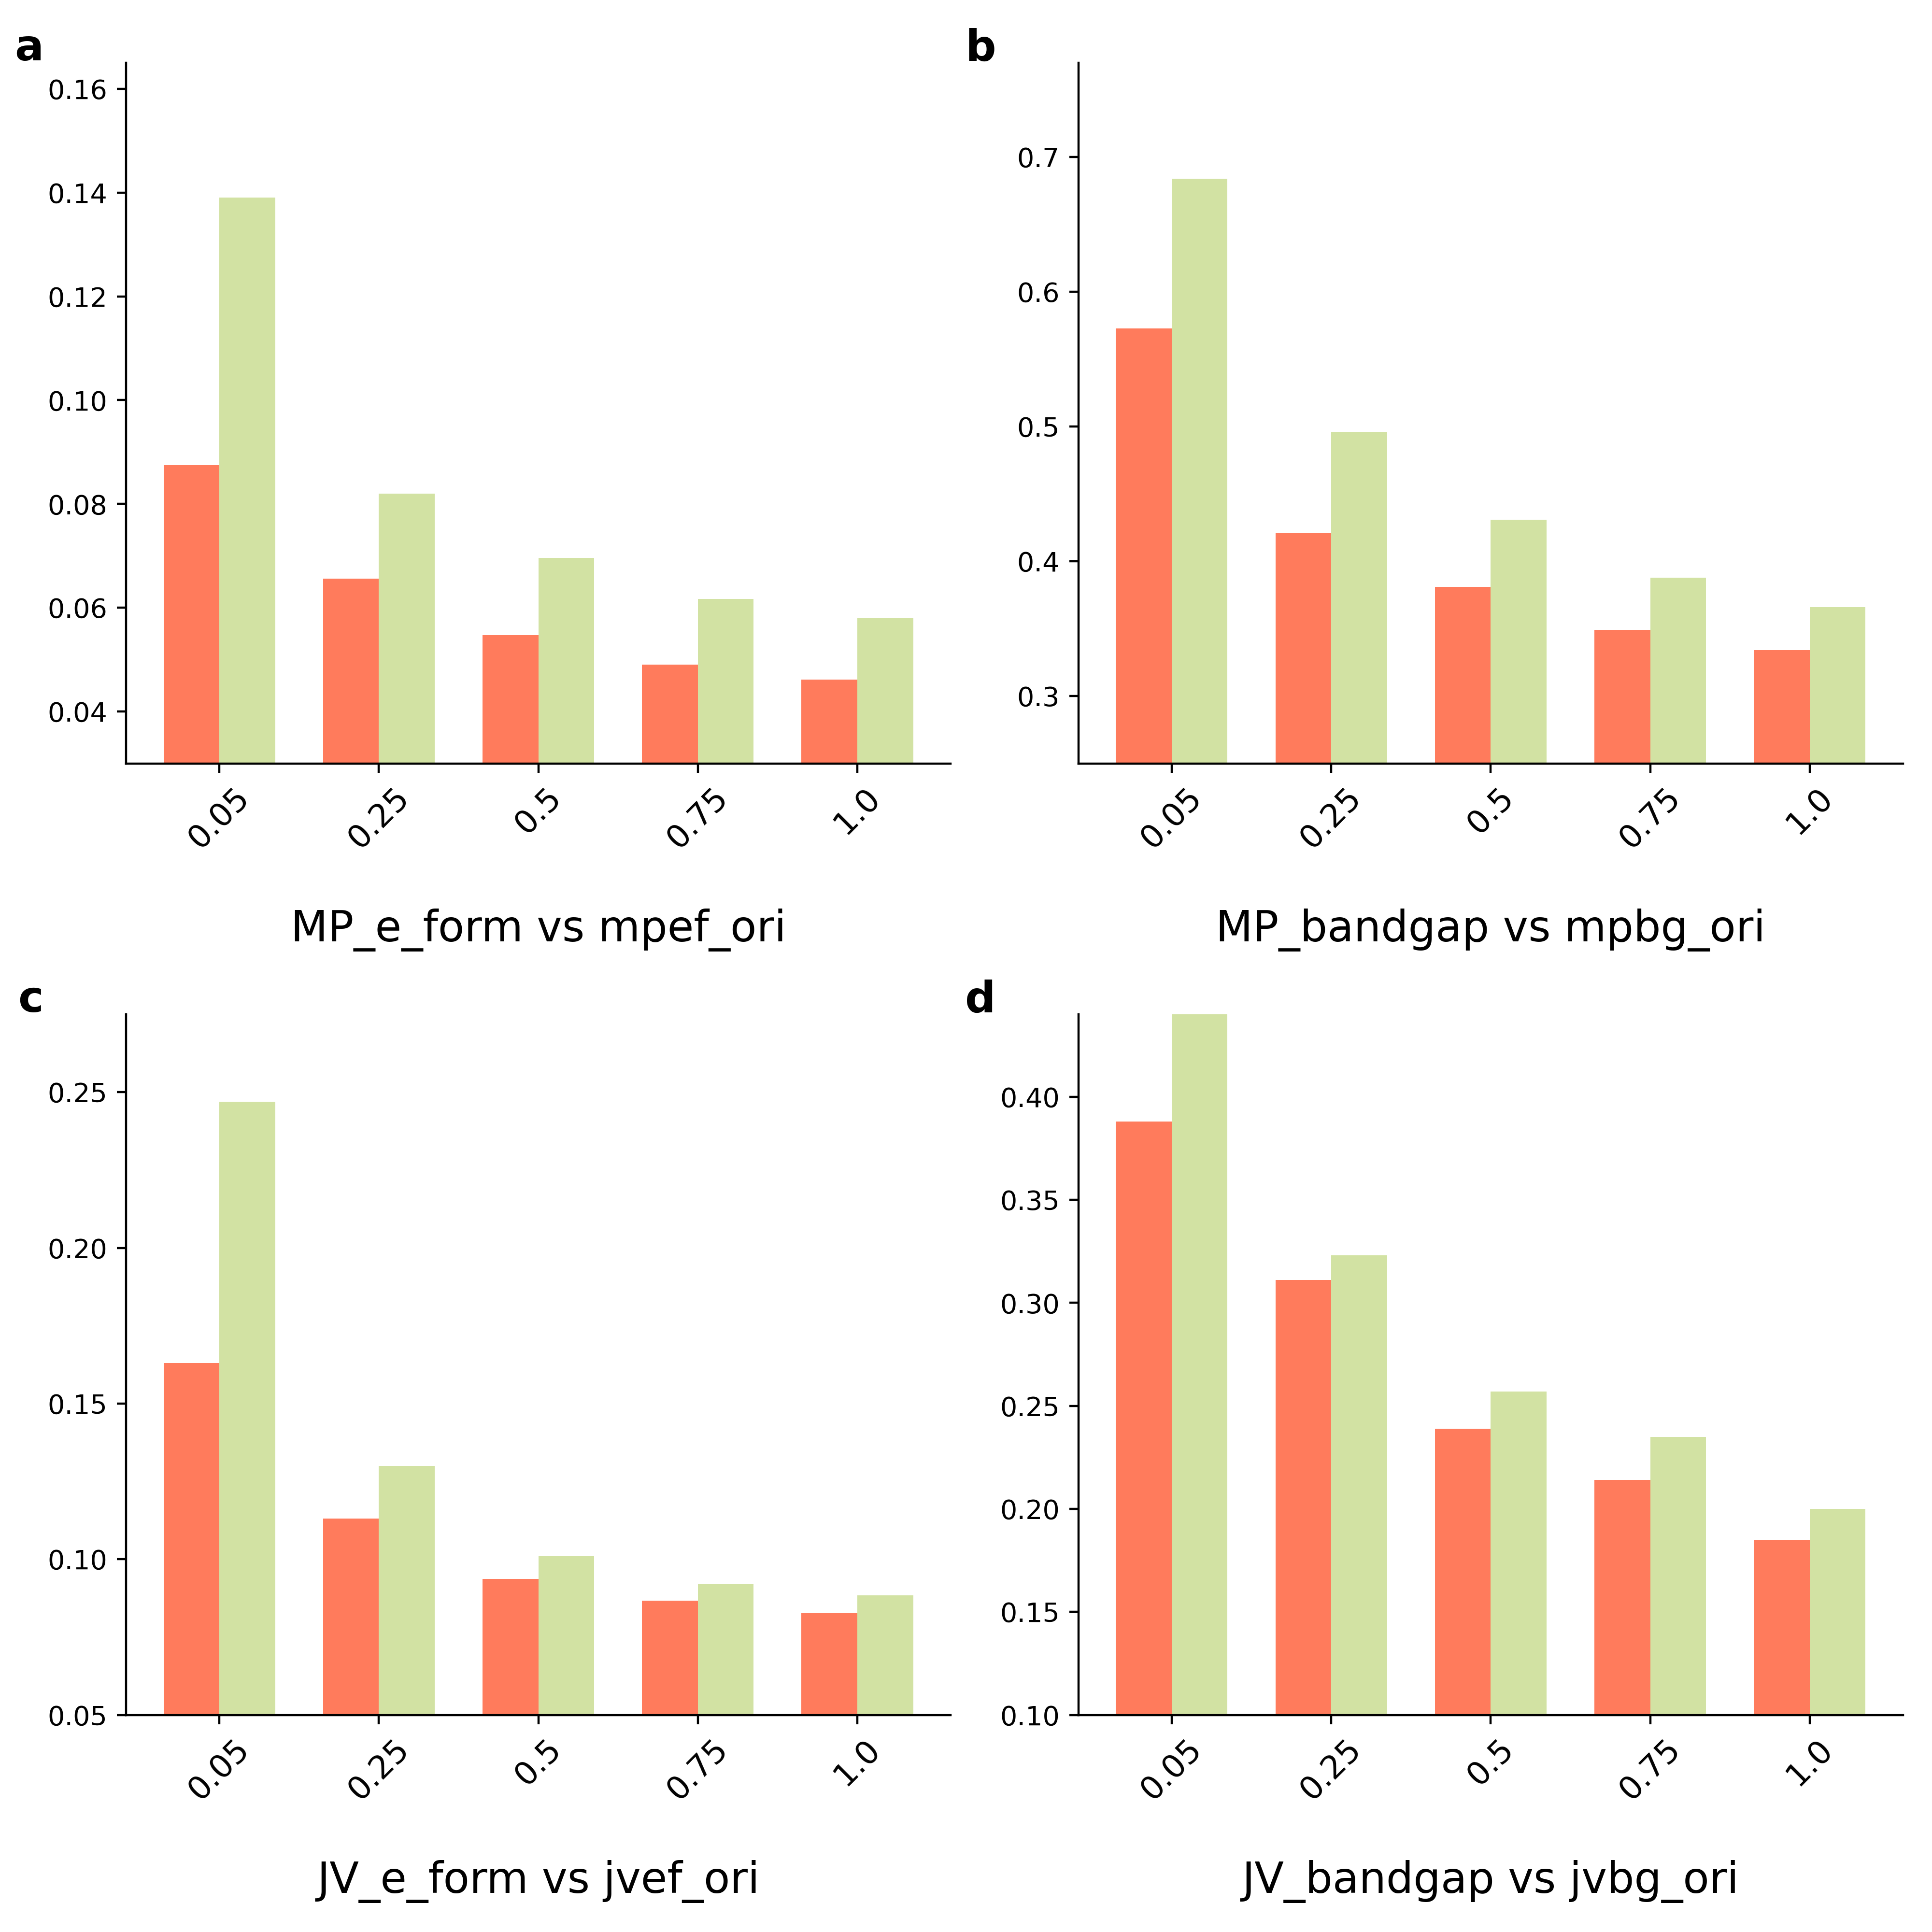 a
0.16
0.14
0.12
0.10
0.08
0.06
0.04
0.05 0.25 0.5 0.75 1.0
MP_e_form vs mpef_ori
b
0.7
0.6
0.5
0.4
0.3
0.05 0.25 0.5 0.75 1.0
MP_bandgap vs mpbg_ori
c
0.25
0.20
0.15
0.10
0.05
0.05 0.25 0.5 0.75 1.0
JV_e_form vs jvef_ori
d
0.40
0.35
0.30
0.25
0.20
0.15
0.10
0.05 0.25 0.5 0.75 1.0
JV_bandgap vs jvbg_ori